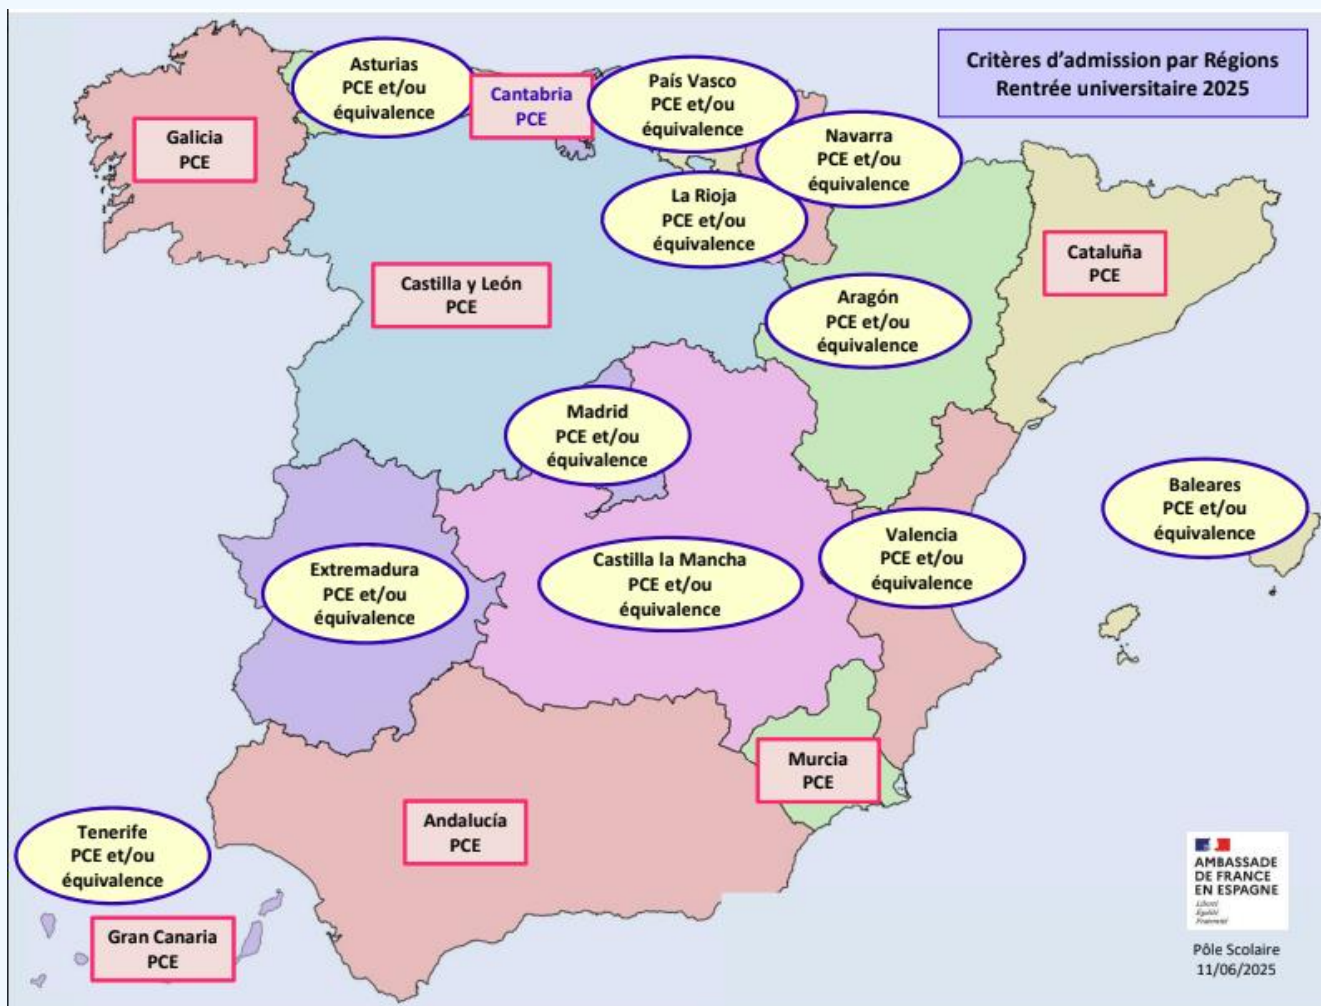 Critères d'admission par Régions
Rentrée universitaire 2025
Asturias
PCE et/ou
équivalence
Cantabria
PCE
País Vasco
PCE et/ou
équivalence
Navarra
PCE et/ou
équivalence
Galicia
PCE
La Rioja
PCE et/ou
équivalence
Cataluña
PCE
Castilla y León
PCE
Aragón
PCE et/ou
équivalence
Madrid
PCE et/ou
équivalence
Baleares
PCE et/ou
équivalence
Valencia
PCE et/ou
équivalence
Extremadura
PCE et/ou
équivalence
Castilla la Mancha
PCE et/ou
équivalence
Murcia
PCE
Andalucía
PCE
Tenerife
PCE et/ou
équivalence
Gran Canaria
PCE
AMBASSADE
DE FRANCE
EN ESPAGNE
Liberté
Égalité
Fraternité
Pôle Scolaire
11/06/2025